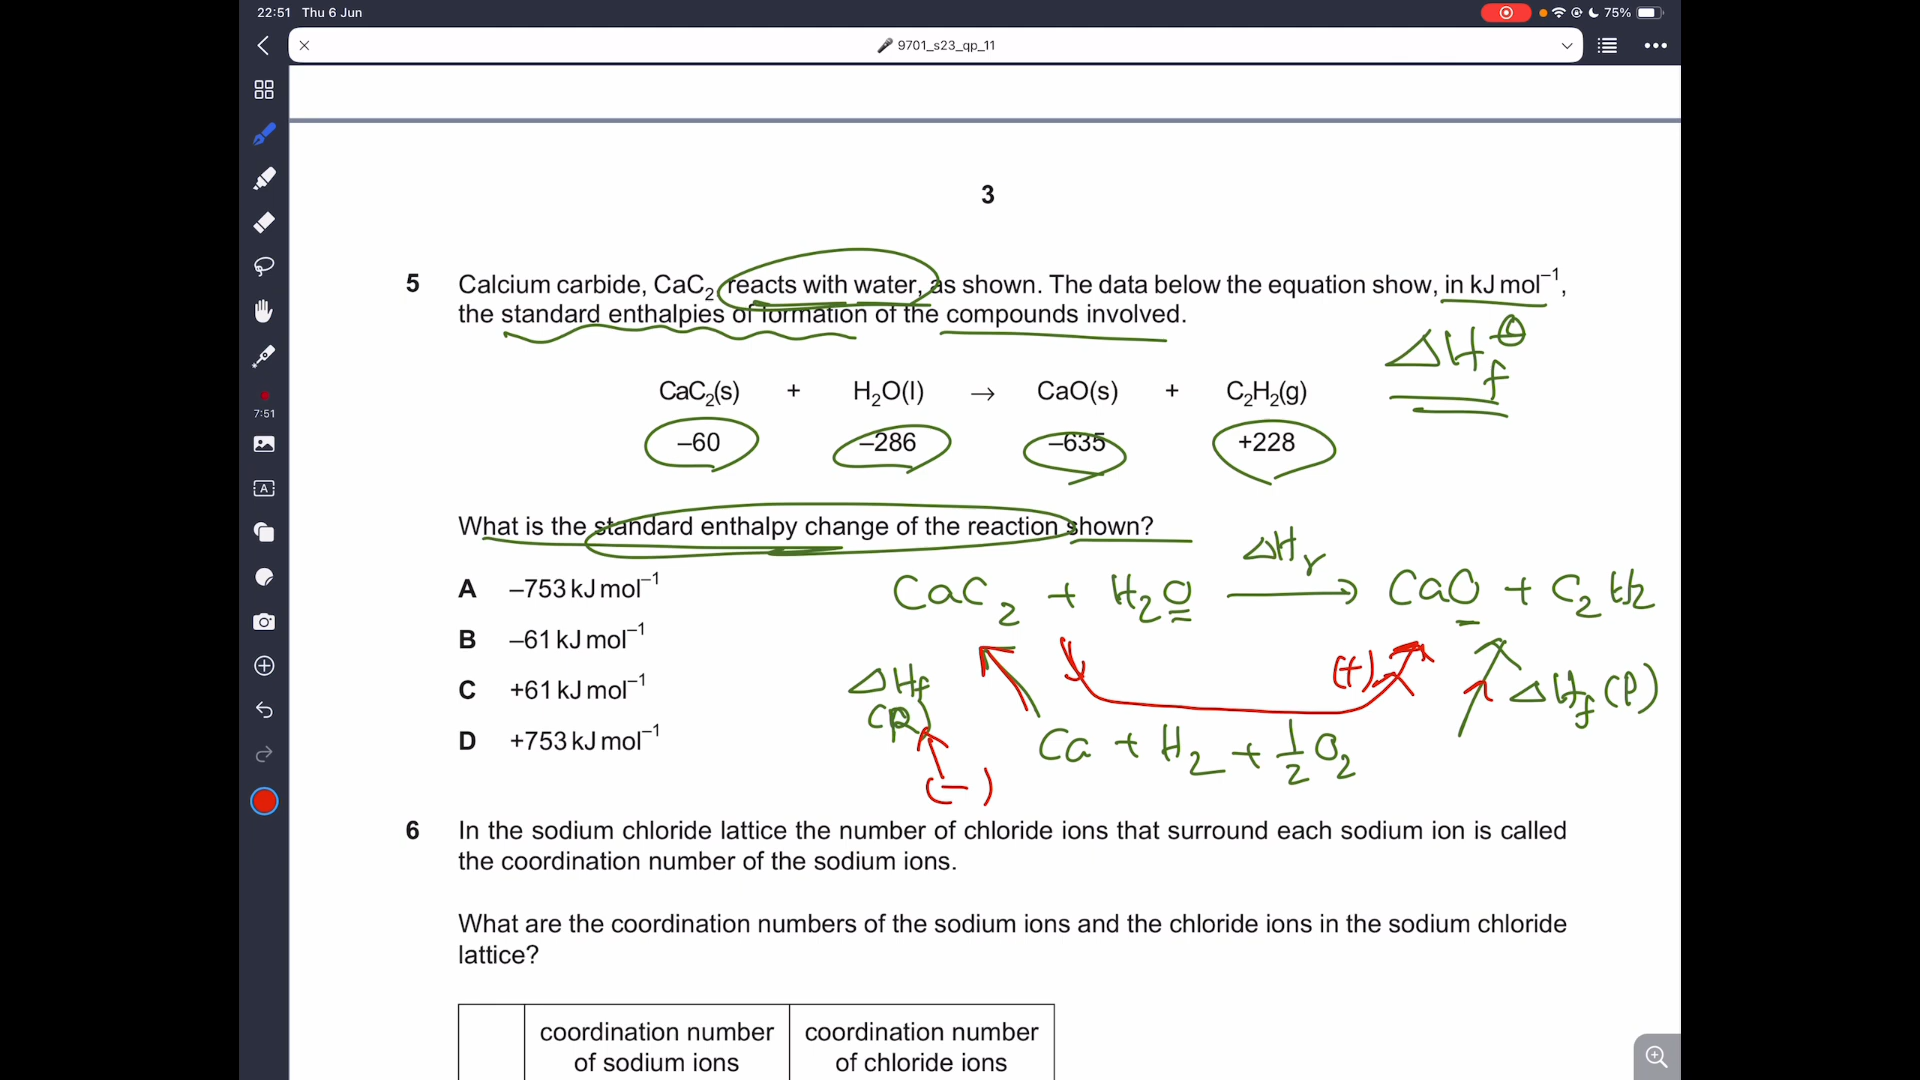 22:51 Thu 6 Jun
75%
9701_s23_qp_11
7:51
A
3
5 Calcium carbide, CaC₂ reacts with water, as shown. The data below the equation show, in kJ mol⁻¹,
the standard enthalpies of formation of the compounds involved.
ΔH_f^⊖
CaC₂(s) + H₂O(l) → CaO(s) + C₂H₂(g)
–60 –286 –635 +228
What is the standard enthalpy change of the reaction shown?
A –753 kJ mol⁻¹
B –61 kJ mol⁻¹
C +61 kJ mol⁻¹
D +753 kJ mol⁻¹
ΔHr
CaC₂ + H₂O → CaO + C₂H₂
(+)
ΔHf (R)
ΔHf (P)
Ca + H₂ + ½ O₂
(–)
6 In the sodium chloride lattice the number of chloride ions that surround each sodium ion is called
the coordination number of the sodium ions.
What are the coordination numbers of the sodium ions and the chloride ions in the sodium chloride
lattice?
coordination number of sodium ions
coordination number of chloride ions